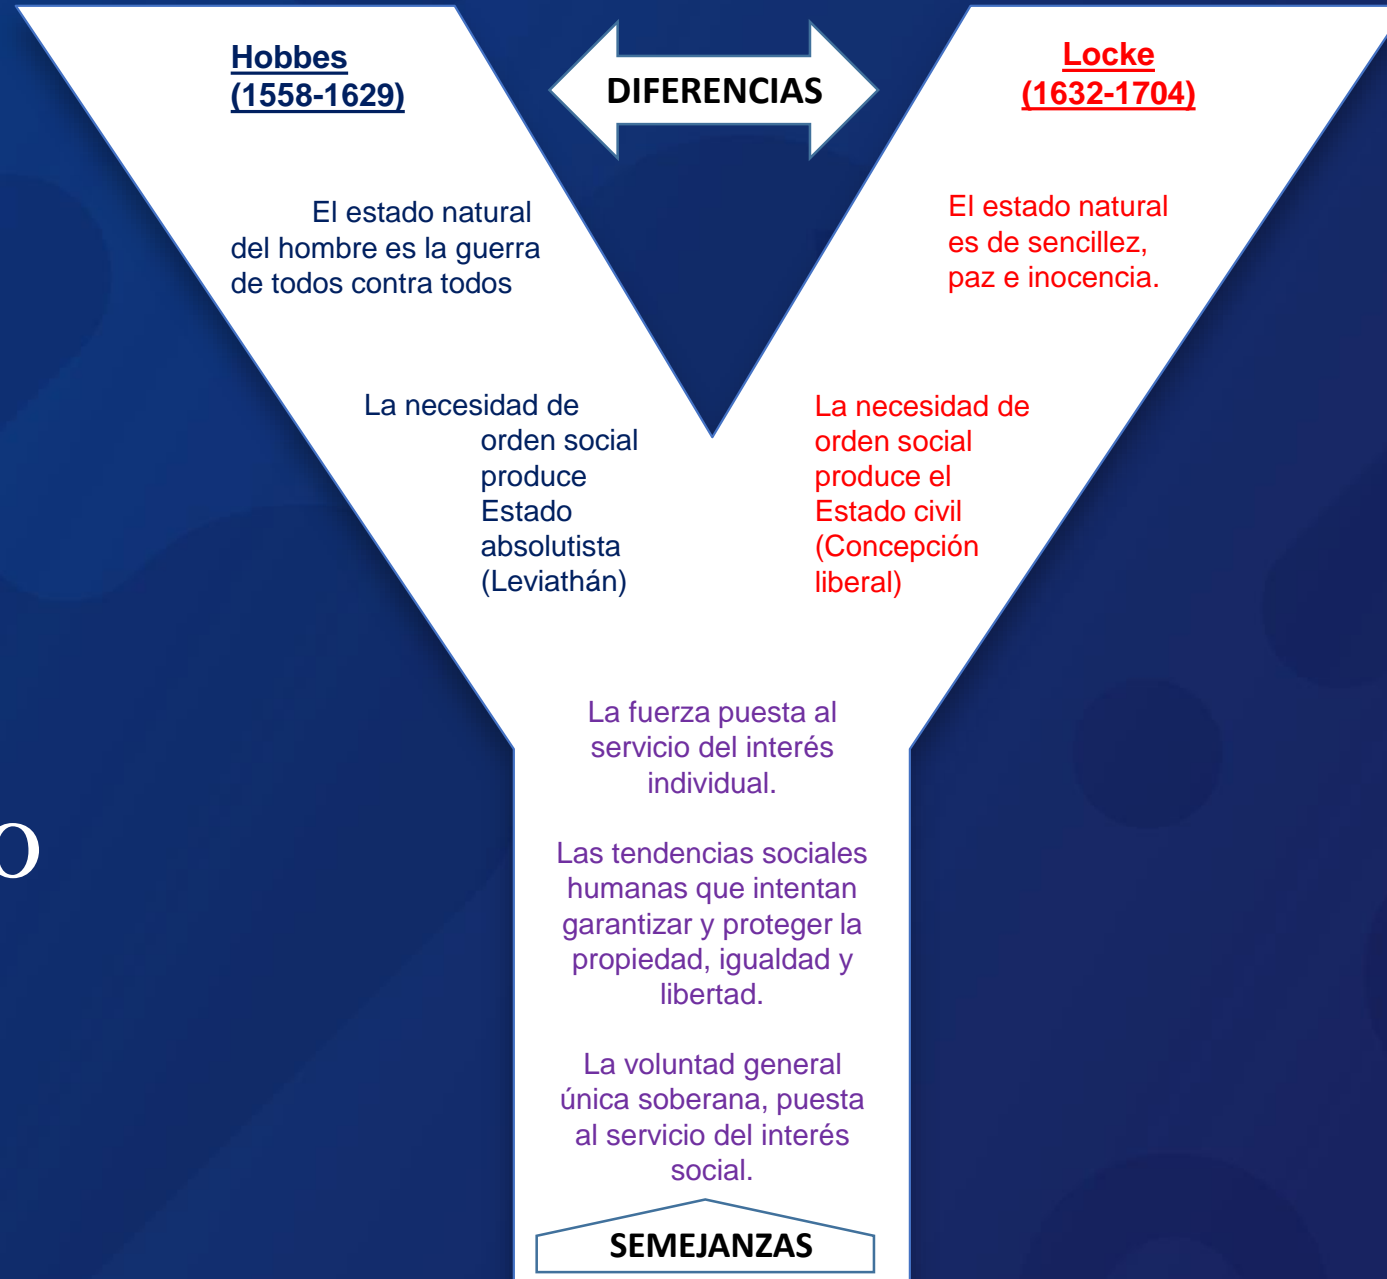 Hobbes
(1558-1629)
DIFERENCIAS
Locke
(1632-1704)
El estado natural
del hombre es la guerra
de todos contra todos
El estado natural
es de sencillez,
paz e inocencia.
La necesidad de
orden social
produce
Estado
absolutista
(Leviathán)
La necesidad de
orden social
produce el
Estado civil
(Concepción
liberal)
La fuerza puesta al
servicio del interés
individual.
Las tendencias sociales
humanas que intentan
garantizar y proteger la
propiedad, igualdad y
libertad.
La voluntad general
única soberana, puesta
al servicio del interés
social.
SEMEJANZAS